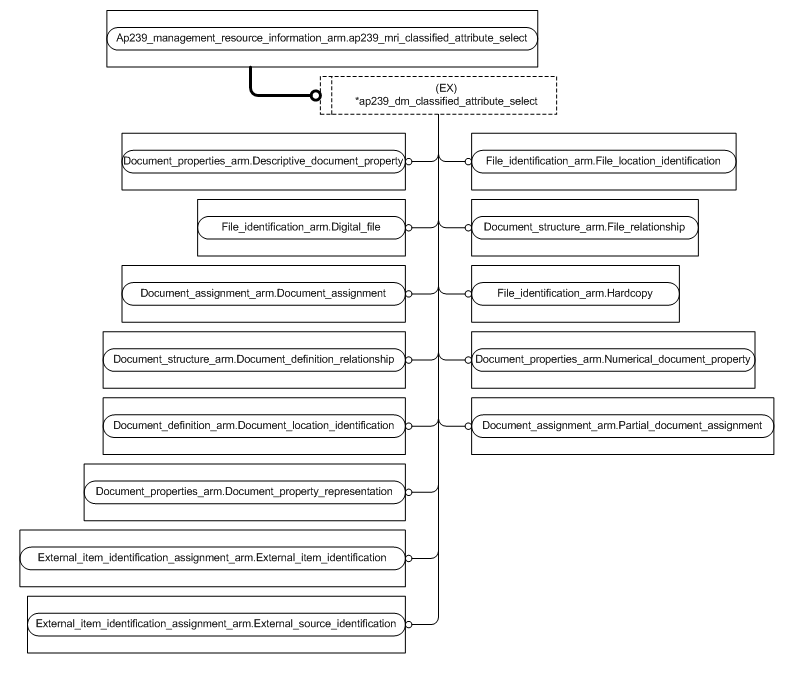 Ap239_management_resource_information_arm.ap239_mri_classified_attribute_select
(EX)
*ap239_dm_classified_attribute_select
Document_properties_arm.Descriptive_document_property
File_identification_arm.File_location_identification
File_identification_arm.Digital_file
Document_structure_arm.File_relationship
Document_assignment_arm.Document_assignment
File_identification_arm.Hardcopy
Document_structure_arm.Document_definition_relationship
Document_properties_arm.Numerical_document_property
Document_definition_arm.Document_location_identification
Document_assignment_arm.Partial_document_assignment
Document_properties_arm.Document_property_representation
External_item_identification_assignment_arm.External_item_identification
External_item_identification_assignment_arm.External_source_identification